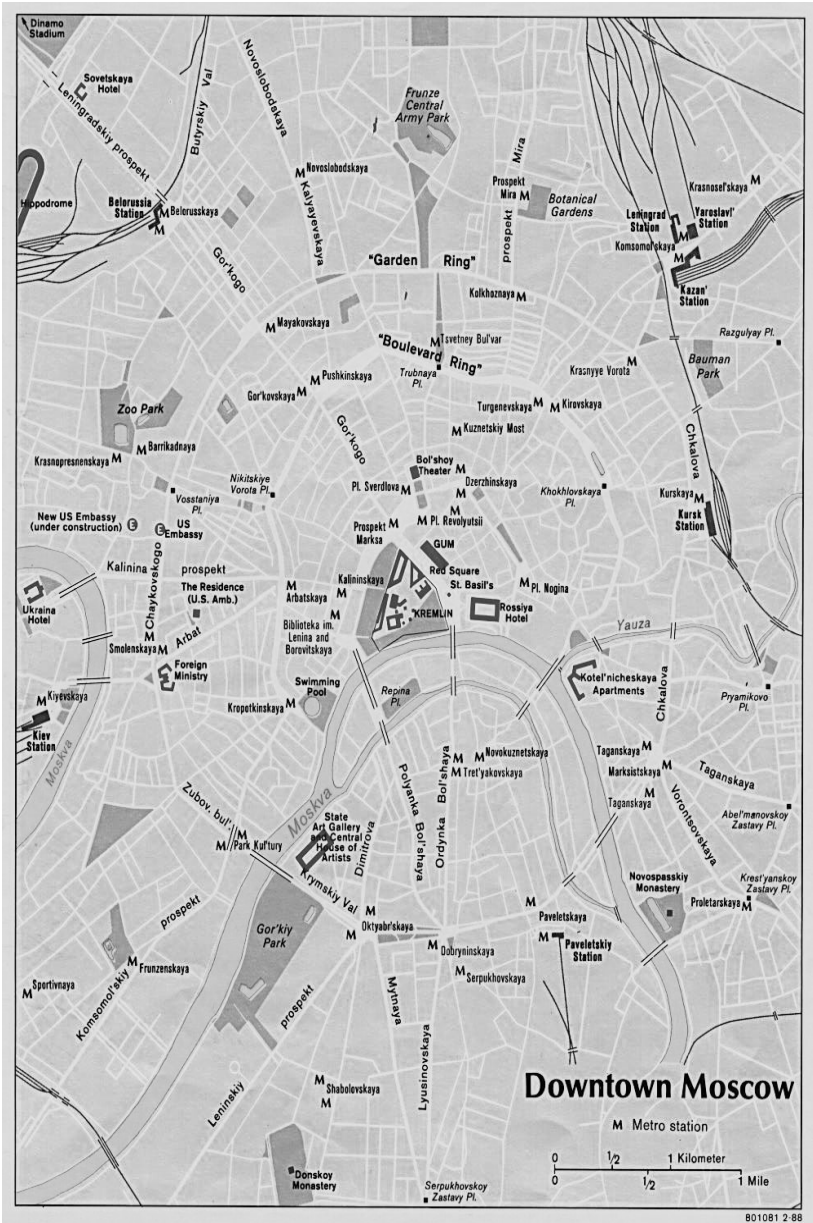 Dinamo
Stadium
Sovetskaya
Hotel
Leningradskiy prospekt
Butyrskiy Val
Novoslobodskaya
Frunze
Central
Army Park
Mira
prospekt
Novoslobodskaya
Kalyayevskaya
Prospekt
Mira
Botanical
Gardens
Krasnosel'skaya
Hippodrome
Belorussia
Station
Belorusskaya
Leningrad
Station
Yaroslavl'
Station
Komsomol'skaya
Kazan'
Station
Gor'kogo
"Garden Ring"
Kolkhoznaya
Mayakovskaya
Tsvetney Bul'var
"Boulevard Ring"
Razgulyay Pl.
Krasnyye Vorota
Bauman
Park
Trubnaya
Pl.
Pushkinskaya
Gor'kovskaya
Zoo Park
Turgenevskaya
Kirovskaya
Gor'kogo
Kuznetskiy Most
Chkalova
Barrikadnaya
Krasnopresnenskaya
Bol'shoy
Theater
Nikitskiye
Vorota Pl.
Pl. Sverdlova
Dzerzhinskaya
Khokhlovskaya
Pl.
Kurskaya
Kursk
Station
Vosstaniya
Pl.
New US Embassy
(under construction)
E
E
US
Embassy
Prospekt
Marksa
Pl. Revolyutsii
GUM
Red Square
St. Basil's
Kalinina prospekt
Chaykovskogo
The Residence
(U.S. Amb.)
Kalininskaya
Arbatskaya
Pl. Nogina
Ukraina
Hotel
KREMLIN
Rossiya
Hotel
Biblioteka im.
Lenina and
Borovitskaya
Yauza
Smolenskaya
Arbat
Foreign
Ministry
Swimming
Pool
Repina
Pl.
Kotel'nicheskaya
Apartments
Chkalova
Pryamikovo
Pl.
Kiyevskaya
Kiev
Station
Kropotkinskaya
Moskva
Novokuznetskaya
Tret'yakovskaya
Taganskaya
Marksistskaya
Taganskaya
Taganskaya
Polyanka Bol'shaya
Ordynka Bol'shaya
Vorontsovskaya
Abel'manovskoy
Zastavy Pl.
Zubov. bul'.
Moskva
State
Art Gallery
and Central
House of
Artists
Dimitrova
Park Kul'tury
Krymskiy Val
Novospasskiy
Monastery
Krest'yanskoy
Zastavy Pl.
Proletarskaya
Gor'kiy
Park
prospekt
Komsomol'skiy
Oktyabr'skaya
Paveletskaya
Paveletskiy
Station
Dobryninskaya
Serpukhovskaya
Frunzenskaya
Sportivnaya
Mytnaya
Lyusinovskaya
prospekt
Leninskiy
Shabolovskaya
Donskoy
Monastery
Serpukhovskoy
Zastavy Pl.
Downtown Moscow
M Metro station
0 1/2 1 Kilometer
0 1/2 1 Mile
801081 2-88